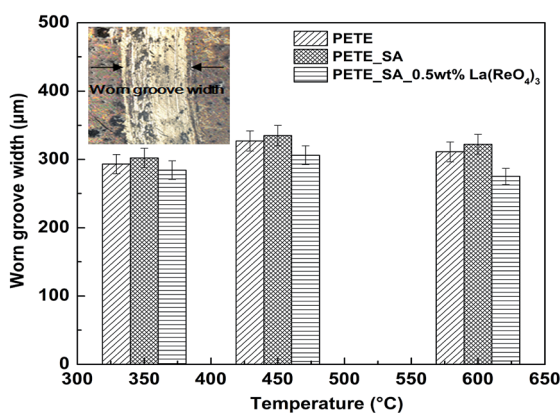 500
400
300
200
100
0
Worn groove width (μm)
Worn groove width
PETE
PETE_SA
PETE_SA_0.5wt% La(ReO₄)₃
300 350 400 450 500 550 600 650
Temperature (°C)